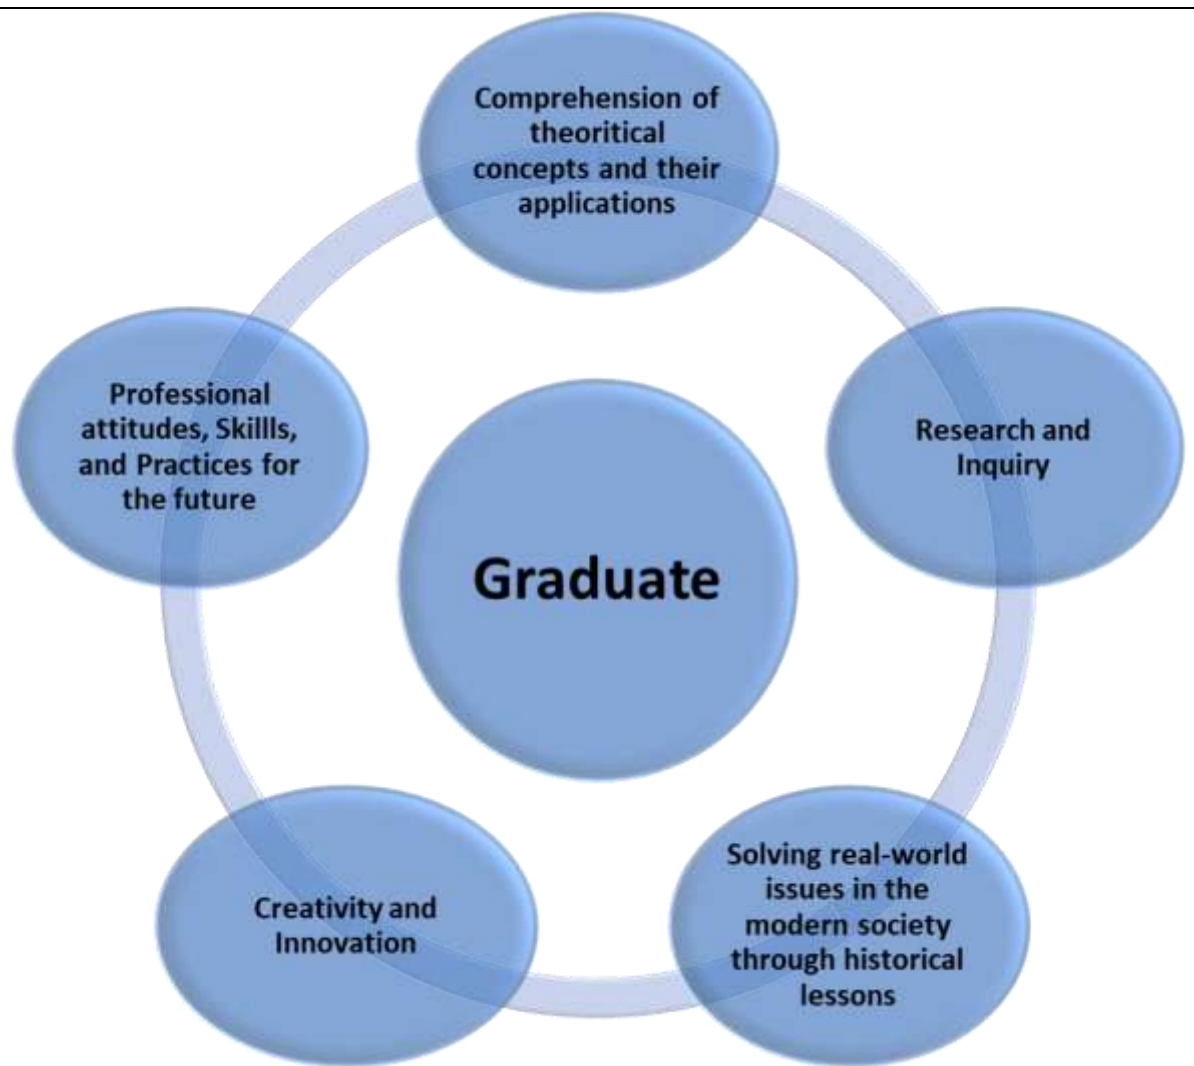 Comprehension of
theoritical
concepts and their
applications
Research and
Inquiry
Solving real-world
issues in the
modern society
through historical
lessons
Creativity and
Innovation
Professional
attitudes, Skillls,
and Practices for
the future
Graduate